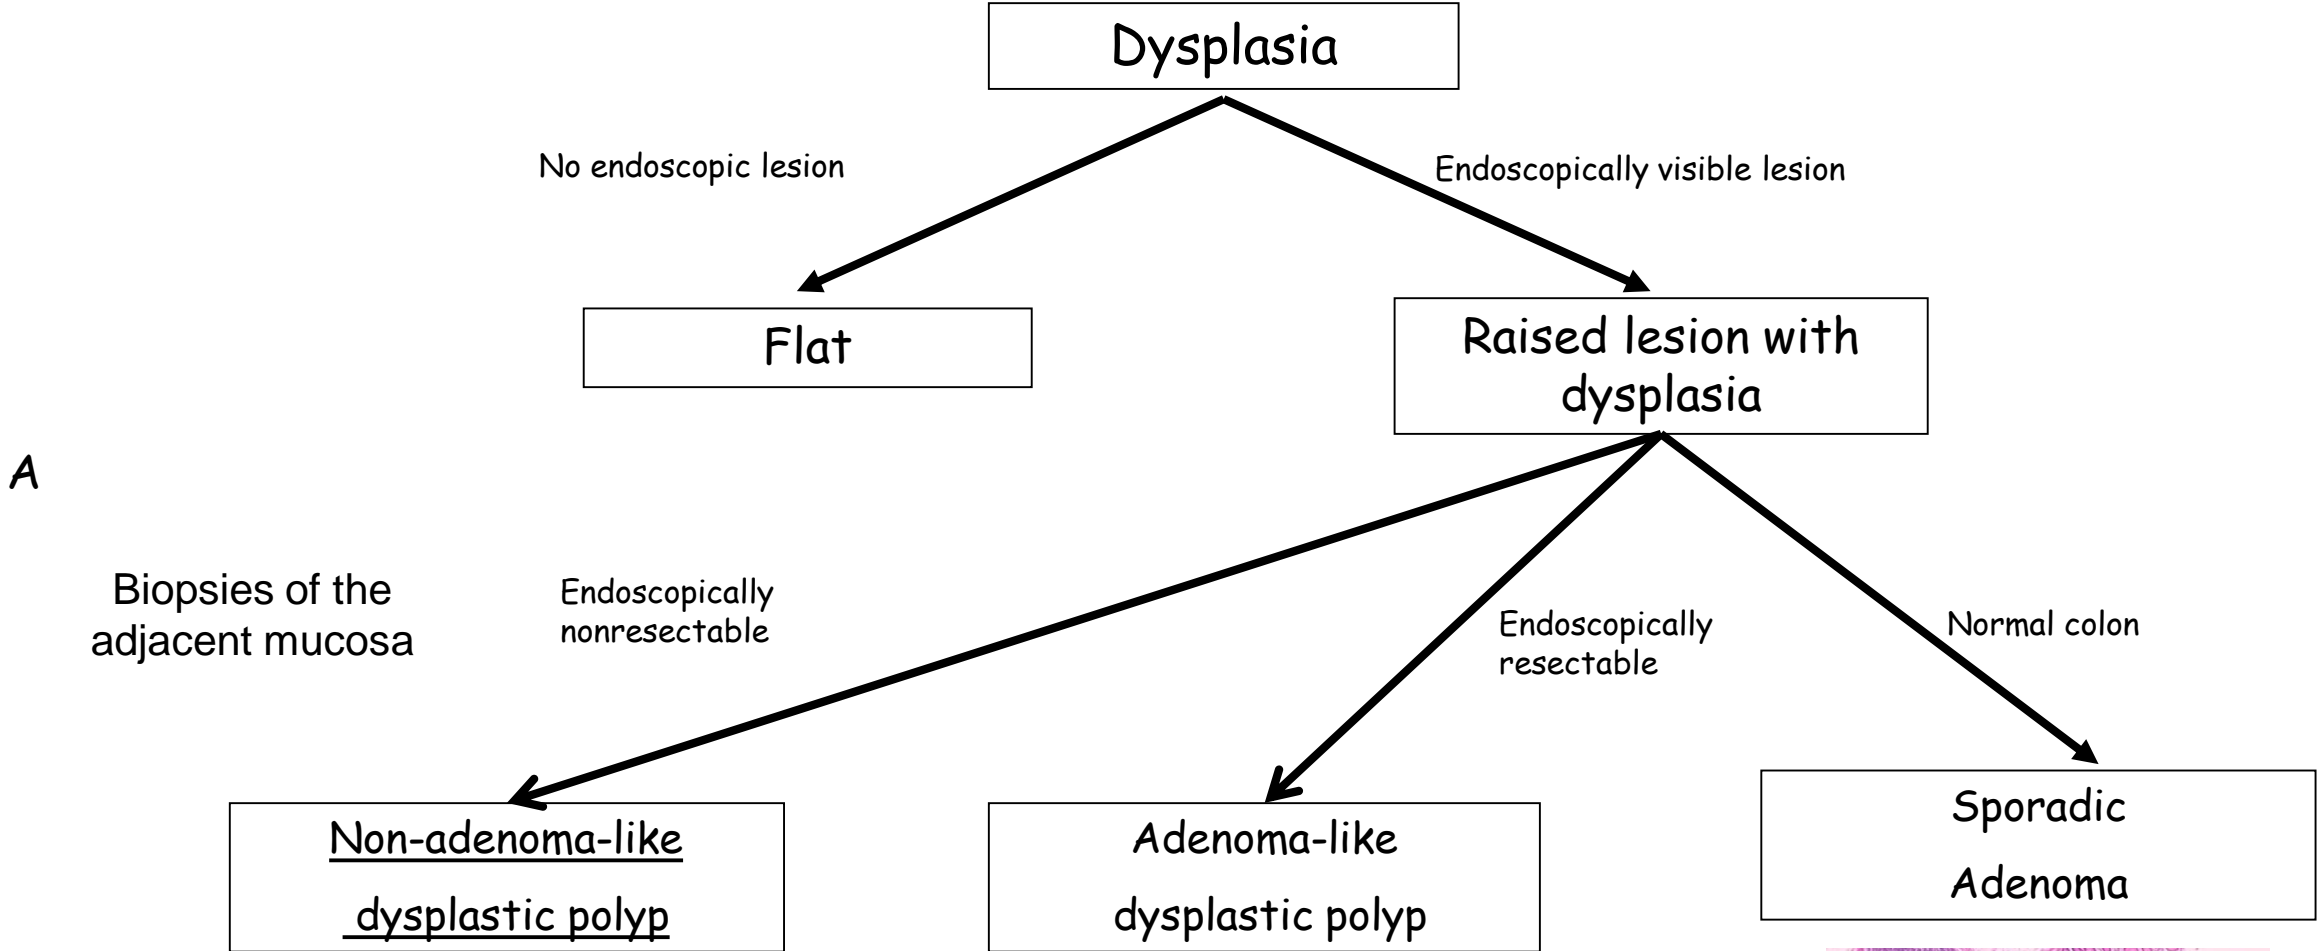 Dysplasia
No endoscopic lesion
Endoscopically visible lesion
Flat
Raised lesion with
dysplasia
A
Biopsies of the
adjacent mucosa
Endoscopically
nonresectable
Endoscopically
resectable
Normal colon
Non-adenoma-like
dysplastic polyp
Adenoma-like
dysplastic polyp
Sporadic
Adenoma